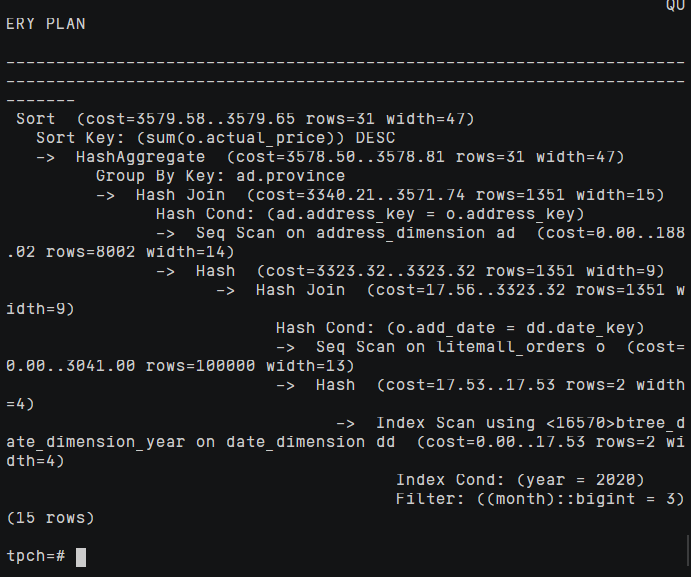 QU
ERY PLAN
--------------------------------------------------------------------
--------------------------------------------------------------------
-------
Sort  (cost=3579.58..3579.65 rows=31 width=47)
Sort Key: (sum(o.actual_price)) DESC
->  HashAggregate  (cost=3578.50..3578.81 rows=31 width=47)
Group By Key: ad.province
->  Hash Join  (cost=3340.21..3571.74 rows=1351 width=15)
Hash Cond: (ad.address_key = o.address_key)
->  Seq Scan on address_dimension ad  (cost=0.00..188
.02 rows=8002 width=14)
->  Hash  (cost=3323.32..3323.32 rows=1351 width=9)
->  Hash Join  (cost=17.56..3323.32 rows=1351 w
idth=9)
Hash Cond: (o.add_date = dd.date_key)
->  Seq Scan on litemall_orders o  (cost=
0.00..3041.00 rows=100000 width=13)
->  Hash  (cost=17.53..17.53 rows=2 width
=4)
->  Index Scan using <16570>btree_d
ate_dimension_year on date_dimension dd  (cost=0.00..17.53 rows=2 wi
dth=4)
Index Cond: (year = 2020)
Filter: ((month)::bigint = 3)
(15 rows)
tpch=#